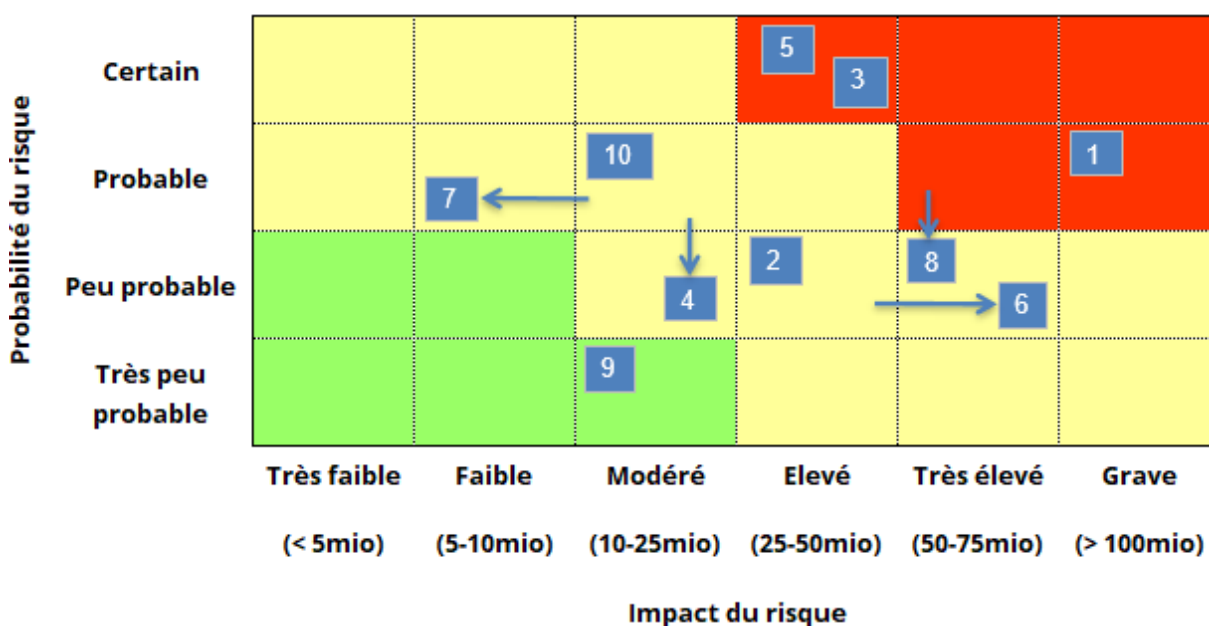 Probabilité du risque
Certain
5
3
Probable
10
1
7
Peu probable
2
8
4
6
Très peu
probable
9
Très faible
Faible
Modéré
Elevé
Très élevé
Grave
(< 5mio)
(5-10mio)
(10-25mio)
(25-50mio)
(50-75mio)
(> 100mio)
Impact du risque